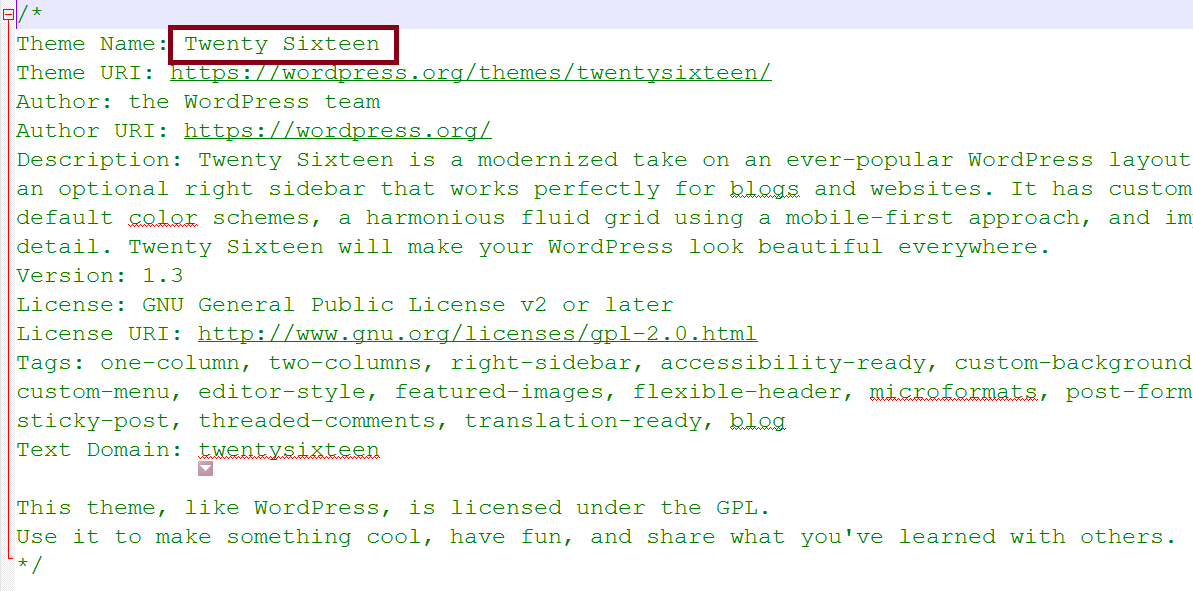 /*
Theme Name: Twenty Sixteen
Theme URI: https://wordpress.org/themes/twentysixteen/
Author: the WordPress team
Author URI: https://wordpress.org/
Description: Twenty Sixteen is a modernized take on an ever-popular WordPress layout
an optional right sidebar that works perfectly for blogs and websites. It has custom
default color schemes, a harmonious fluid grid using a mobile-first approach, and
detail. Twenty Sixteen will make your WordPress look beautiful everywhere.
Version: 1.3
License: GNU General Public License v2 or later
License URI: http://www.gnu.org/licenses/gpl-2.0.html
Tags: one-column, two-columns, right-sidebar, accessibility-ready, custom-background
custom-menu, editor-style, featured-images, flexible-header, microformats, post-form
sticky-post, threaded-comments, translation-ready, blog
Text Domain: twentysixteen
This theme, like WordPress, is licensed under the GPL.
Use it to make something cool, have fun, and share what you've learned with others.
*/